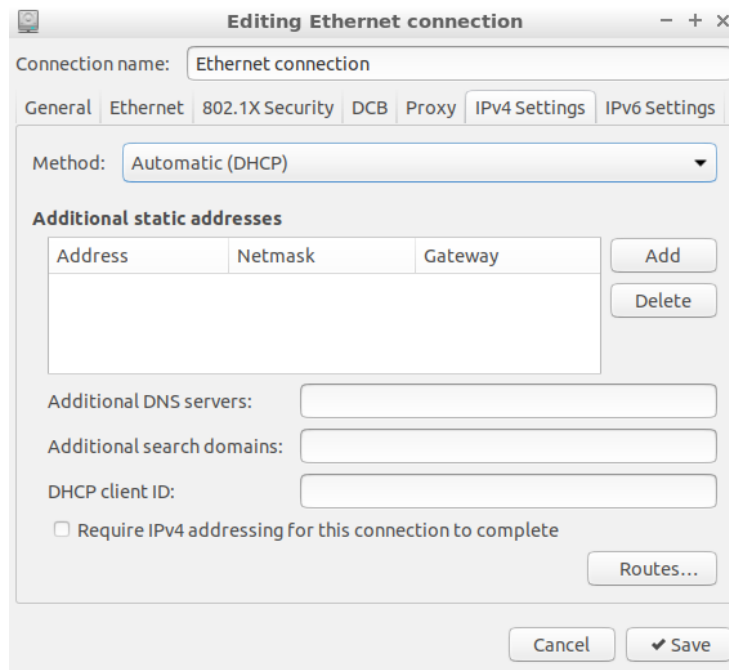 Editing Ethernet connection
Connection name: Ethernet connection
General Ethernet 802.1X Security DCB Proxy IPv4 Settings IPv6 Settings
Method: Automatic (DHCP)
Additional static addresses
Address Netmask Gateway Add
Delete
Additional DNS servers:
Additional search domains:
DHCP client ID:
Require IPv4 addressing for this connection to complete
Routes...
Cancel Save